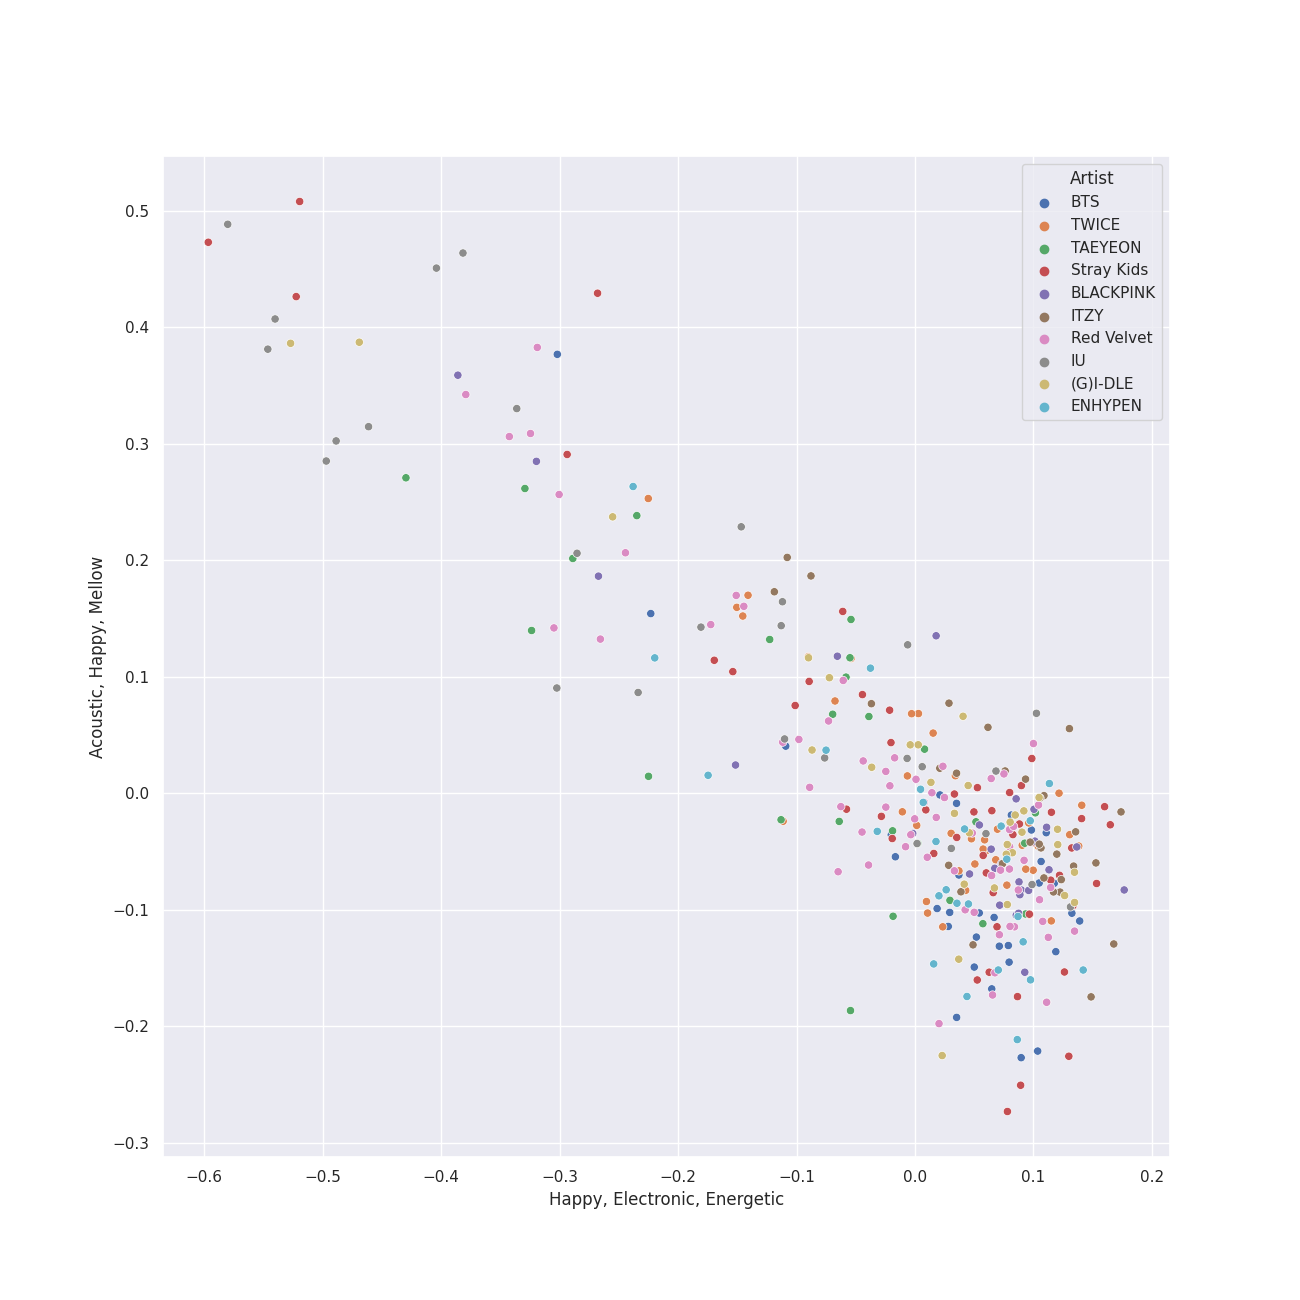 Artist
BTS
TWICE
TAEYEON
Stray Kids
BLACKPINK
ITZY
Red Velvet
IU
(G)I-DLE
ENHYPEN
0.5
0.4
0.3
0.2
0.1
0.0
−0.1
−0.2
−0.3
Acoustic, Happy, Mellow
−0.6 −0.5 −0.4 −0.3 −0.2 −0.1 0.0 0.1 0.2
Happy, Electronic, Energetic